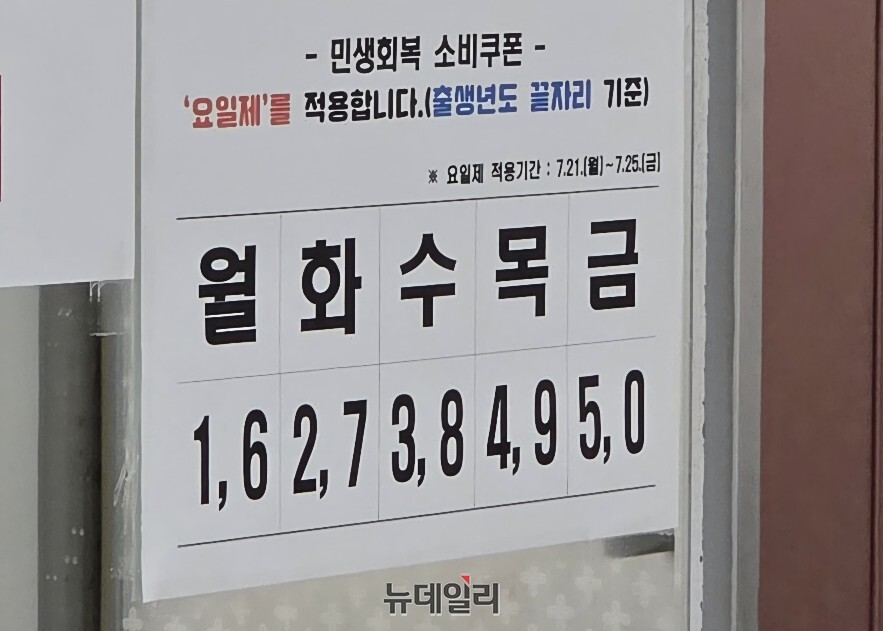 - 민생회복 소비쿠폰 -
‘요일제’를 적용합니다.(출생년도 끝자리 기준)
※ 요일제 적용기간 : 7.21.(월)~7.25.(금)
월 화 수 목 금
1, 6 2, 7 3, 8 4, 9 5, 0
뉴데일리